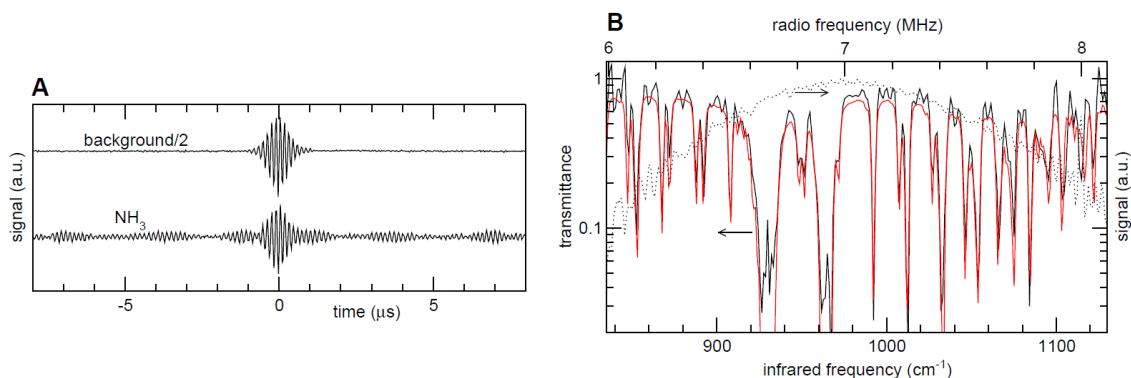 A
background/2
NH3
signal (a.u.)
-5 0 5
time (μs)
B
radio frequency (MHz)
6 7 8
1
0.1
transmittance
signal (a.u.)
900 1000 1100
infrared frequency (cm-1)